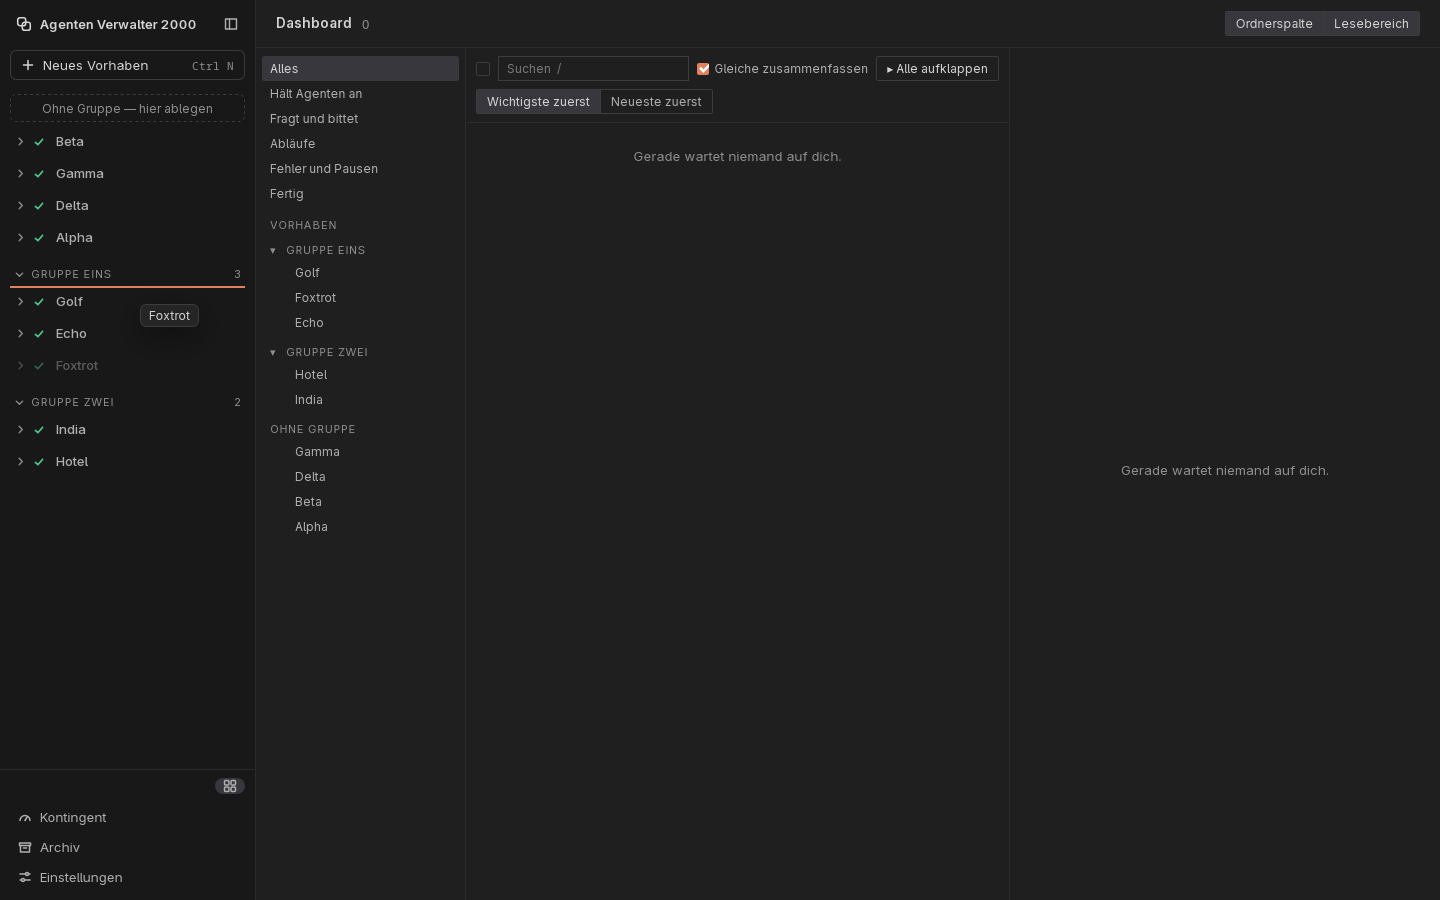 Agenten Verwalter 2000
Neues Vorhaben Ctrl N
Ohne Gruppe — hier ablegen
Beta
Gamma
Delta
Alpha
GRUPPE EINS 3
Golf
Foxtrot
Echo
Foxtrot
GRUPPE ZWEI 2
India
Hotel
Kontingent
Archiv
Einstellungen
Dashboard 0
Ordnerspalte Lesebereich
Alles
Hält Agenten an
Fragt und bittet
Abläufe
Fehler und Pausen
Fertig
VORHABEN
▾ GRUPPE EINS
Golf
Foxtrot
Echo
▾ GRUPPE ZWEI
Hotel
India
OHNE GRUPPE
Gamma
Delta
Beta
Alpha
Suchen / Gleiche zusammenfassen ▸ Alle aufklappen
Wichtigste zuerst Neueste zuerst
Gerade wartet niemand auf dich.
Gerade wartet niemand auf dich.